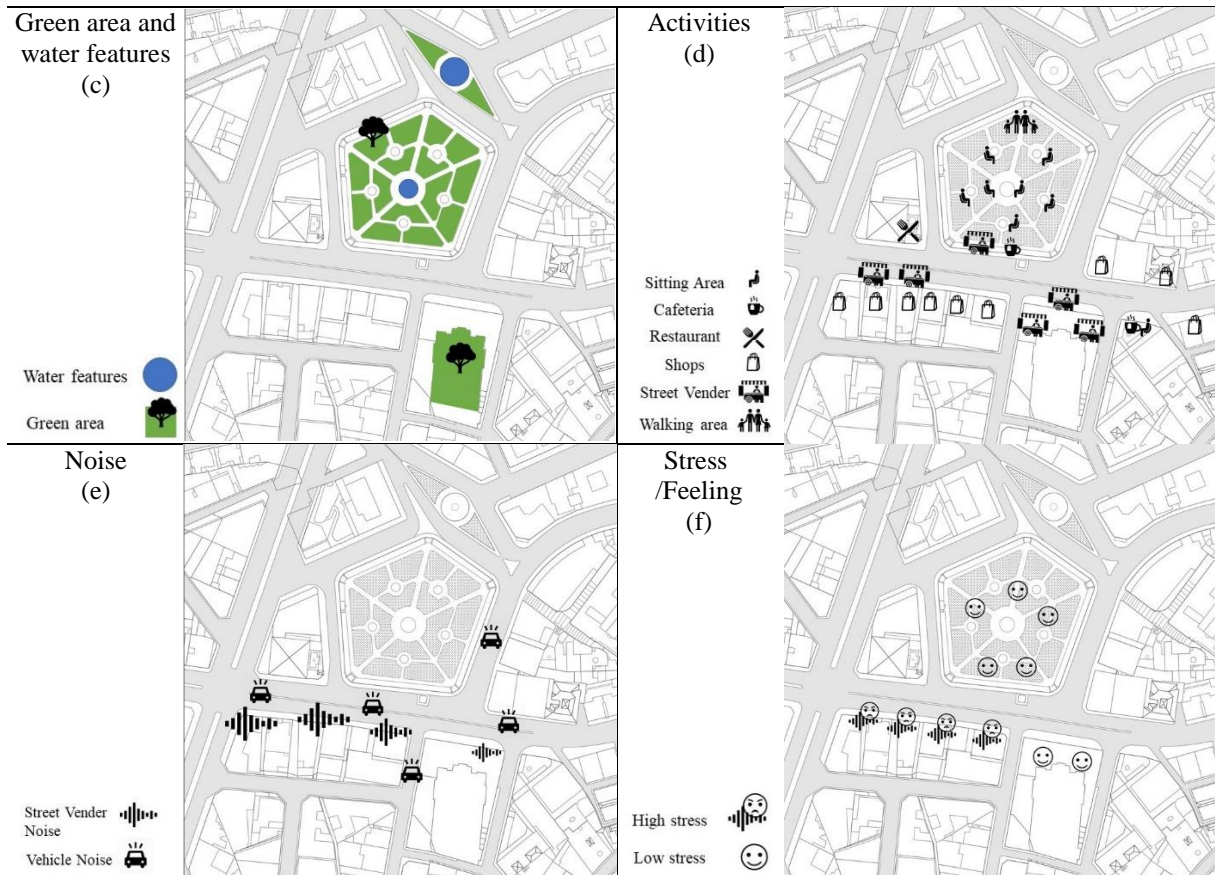 Green area and
water features
(c)
Water features
Green area
Activities
(d)
Sitting Area
Cafeteria
Restaurant
Shops
Street Vender
Walking area
Noise
(e)
Street Vender
Noise
Vehicle Noise
Stress
/Feeling
(f)
High stress
Low stress